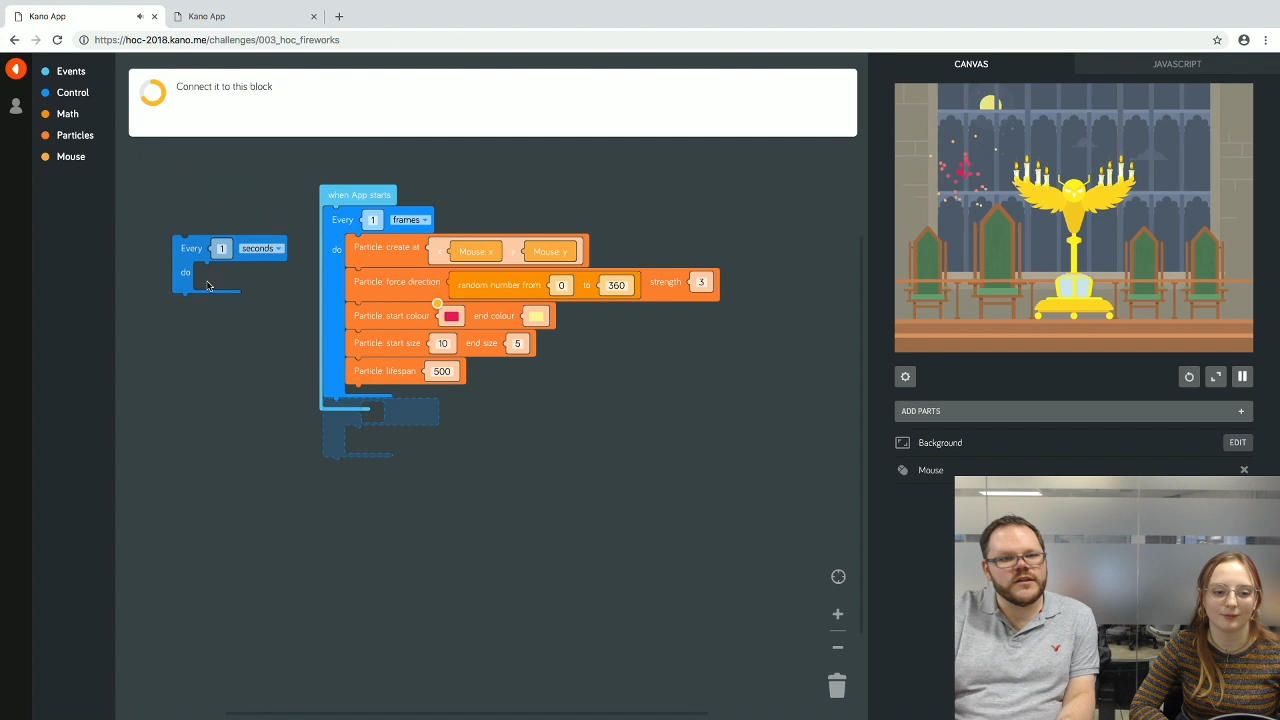 Kano App
Kano App
https://hoc-2018.kano.me/challenges/003_hoc_fireworks
Events
Control
Math
Particles
Mouse
Connect it to this block
when App starts
Every 1 frames
do
Particle: create at x Mouse: x y Mouse: y
Particle: force direction random number from 0 to 360 strength 3
Particle: start colour end colour
Particle: start size 10 end size 5
Particle: lifespan 500
Every 1 seconds
do
CANVAS
JAVASCRIPT
ADD PARTS
Background
EDIT
Mouse